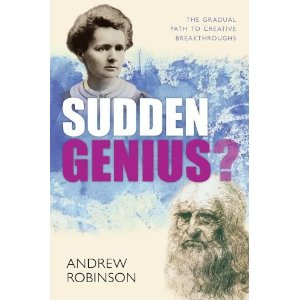 THE GRADUAL
PATH TO CREATIVE
BREAKTHROUGHS
SUDDEN
GENIUS?
ANDREW
ROBINSON